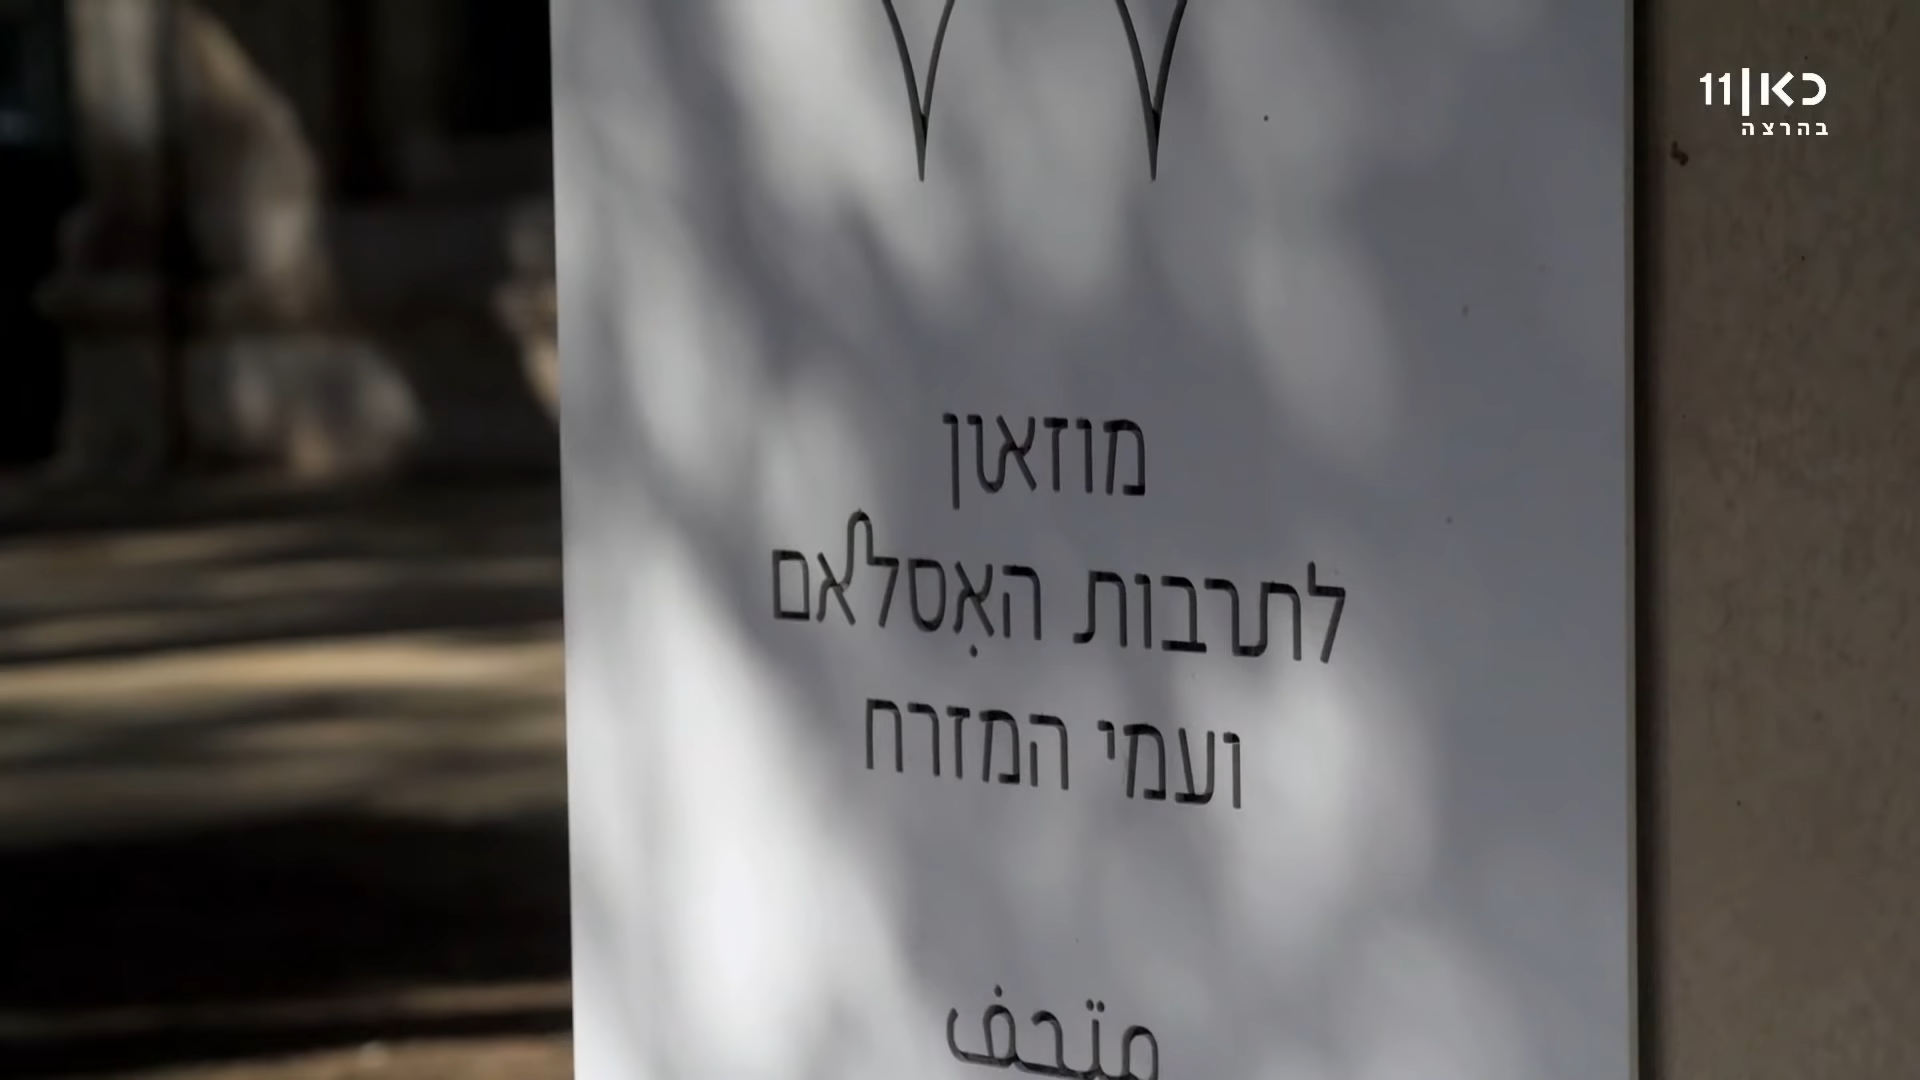 כאן|11
בהרצה
מוזאון
לתרבות האִסלאם
ועמי המזרח
متحف